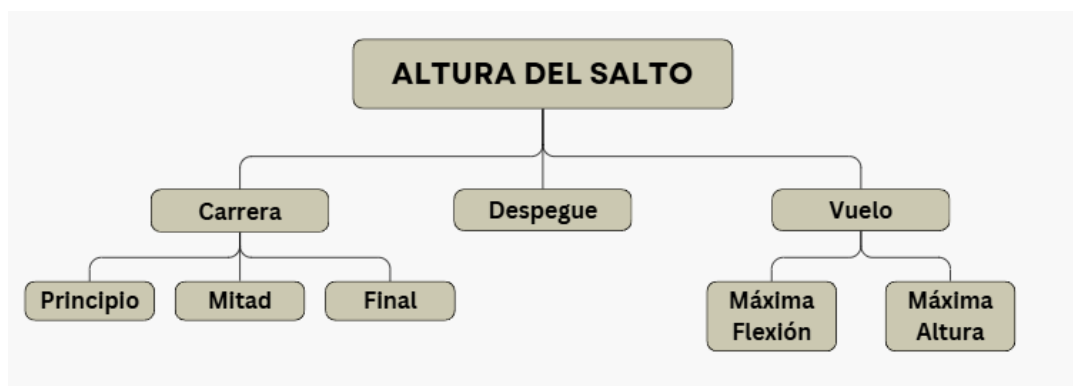 ALTURA DEL SALTO
Carrera
Despegue
Vuelo
Principio
Mitad
Final
Máxima
Flexión
Máxima
Altura